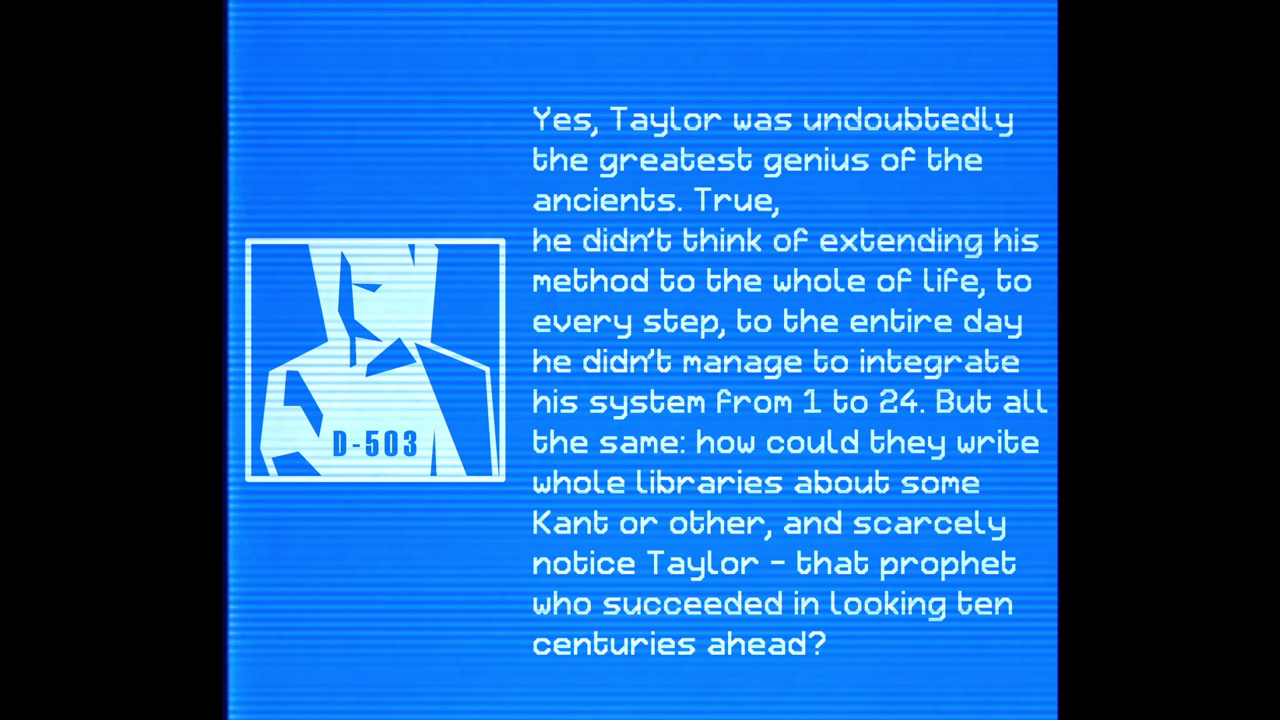 Yes, Taylor was undoubtedly
the greatest genius of the
ancients. True,
he didn't think of extending his
method to the whole of life, to
every step, to the entire day
he didn't manage to integrate
his system from 1 to 24. But all
the same: how could they write
whole libraries about some
Kant or other, and scarcely
notice Taylor - that prophet
who succeeded in looking ten
centuries ahead?
D-503